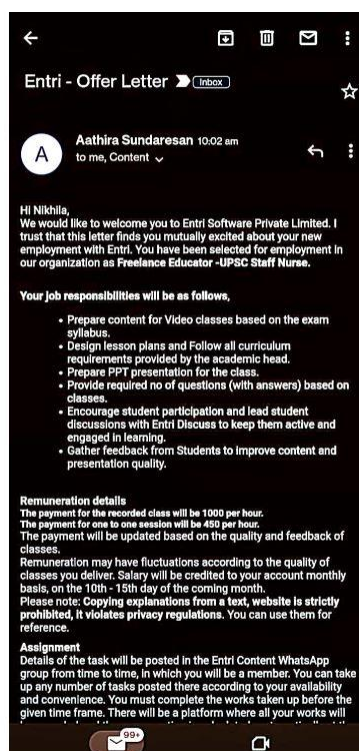 Entri - Offer Letter Inbox
A
Aathira Sundaresan 10:02 am
to me, Content
Hi Nikhila,
We would like to welcome you to Entri Software Private Limited. I
trust that this letter finds you mutually excited about your new
employment with Entri. You have been selected for employment in
our organization as Freelance Educator -UPSC Staff Nurse.
Your job responsibilities will be as follows,
• Prepare content for Video classes based on the exam
syllabus.
• Design lesson plans and Follow all curriculum
requirements provided by the academic head.
• Prepare PPT presentation for the class.
• Provide required no of questions (with answers) based on
classes.
• Encourage student participation and lead student
discussions with Entri Discuss to keep them active and
engaged in learning.
• Gather feedback from Students to improve content and
presentation quality.
Remuneration details
The payment for the recorded class will be 1000 per hour.
The payment for one to one session will be 450 per hour.
The payment will be updated based on the quality and feedback of
classes.
Remuneration may have fluctuations according to the quality of
classes you deliver. Salary will be credited to your account monthly
basis, on the 10th - 15th day of the coming month.
Please note: Copying explanations from a text, website is strictly
prohibited, it violates privacy regulations. You can use them for
reference.
Assignment
Details of the task will be posted in the Entri Content WhatsApp
group from time to time, in which you will be a member. You can take
up any number of tasks posted there according to your availability
and convenience. You must complete the works taken up before the
given time frame. There will be a platform where all your works will
99+